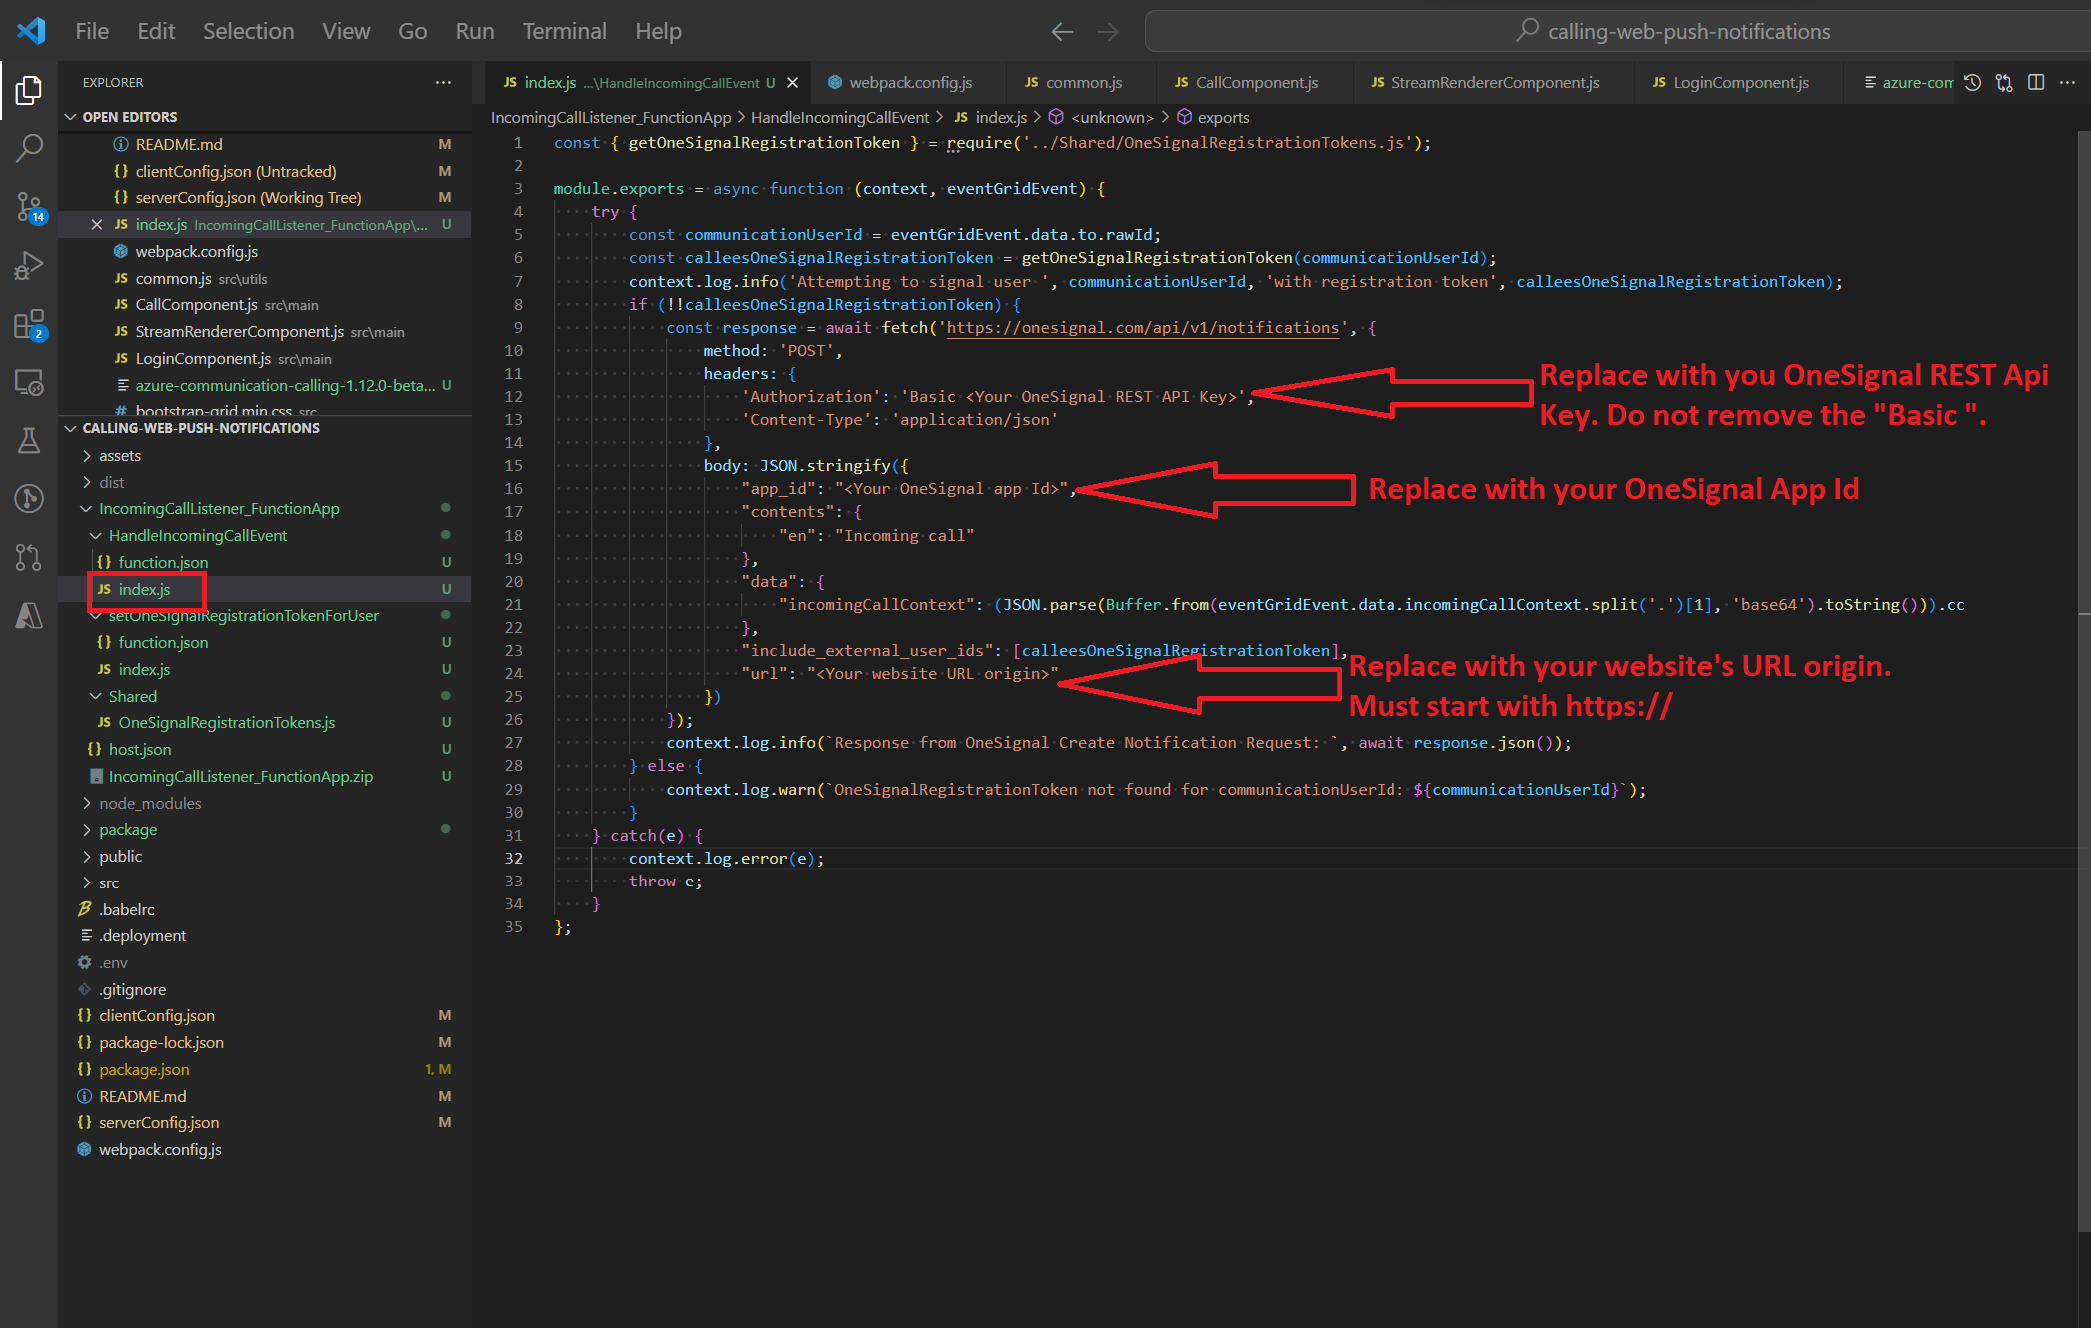 File Edit Selection View Go Run Terminal Help
calling-web-push-notifications
EXPLORER
OPEN EDITORS
README.md M
clientConfig.json (Untracked) M
serverConfig.json (Working Tree) M
index.js IncomingCallListener_FunctionApp\... U
webpack.config.js
common.js src\utils
CallComponent.js src\main
StreamRendererComponent.js src\main
LoginComponent.js src\main
azure-communication-calling-1.12.0-beta... U
bootstrap-grid.min.css src
CALLING-WEB-PUSH-NOTIFICATIONS
assets
dist
IncomingCallListener_FunctionApp
HandleIncomingCallEvent
function.json U
index.js U
setOneSignalRegistrationTokenForUser
function.json U
index.js U
Shared
OneSignalRegistrationTokens.js U
host.json U
IncomingCallListener_FunctionApp.zip U
node_modules
package
public
src
.babelrc
.deployment
.env
.gitignore
clientConfig.json M
package-lock.json M
package.json 1, M
README.md M
serverConfig.json M
webpack.config.js
14
2
JS index.js ...\HandleIncomingCallEvent U
webpack.config.js
JS common.js
JS CallComponent.js
JS StreamRendererComponent.js
JS LoginComponent.js
azure-com
IncomingCallListener_FunctionApp > HandleIncomingCallEvent > JS index.js > <unknown> > exports
1 const { getOneSignalRegistrationToken } = require('../Shared/OneSignalRegistrationTokens.js');
2
3 module.exports = async function (context, eventGridEvent) {
4 try {
5 const communicationUserId = eventGridEvent.data.to.rawId;
6 const calleesOneSignalRegistrationToken = getOneSignalRegistrationToken(communicationUserId);
7 context.log.info('Attempting to signal user ', communicationUserId, 'with registration token', calleesOneSignalRegistrationToken);
8 if (!!calleesOneSignalRegistrationToken) {
9 const response = await fetch('https://onesignal.com/api/v1/notifications', {
10 method: 'POST',
11 headers: {
12 'Authorization': 'Basic <Your OneSignal REST API Key>',
13 'Content-Type': 'application/json'
14 },
15 body: JSON.stringify({
16 "app_id": "<Your OneSignal app Id>",
17 "contents": {
18 "en": "Incoming call"
19 },
20 "data": {
21 "incomingCallContext": (JSON.parse(Buffer.from(eventGridEvent.data.incomingCallContext.split('.')[1], 'base64').toString())).cc
22 },
23 "include_external_user_ids": [calleesOneSignalRegistrationToken],
24 "url": "<Your website URL origin>"
25 })
26 });
27 context.log.info(`Response from OneSignal Create Notification Request: `, await response.json());
28 } else {
29 context.log.warn(`OneSignalRegistrationToken not found for communicationUserId: ${communicationUserId}`);
30 }
31 } catch(e) {
32 context.log.error(e);
33 throw e;
34 }
35 };
Replace with you OneSignal REST Api
Key. Do not remove the "Basic ".
Replace with your OneSignal App Id
Replace with your website's URL origin.
Must start with https://